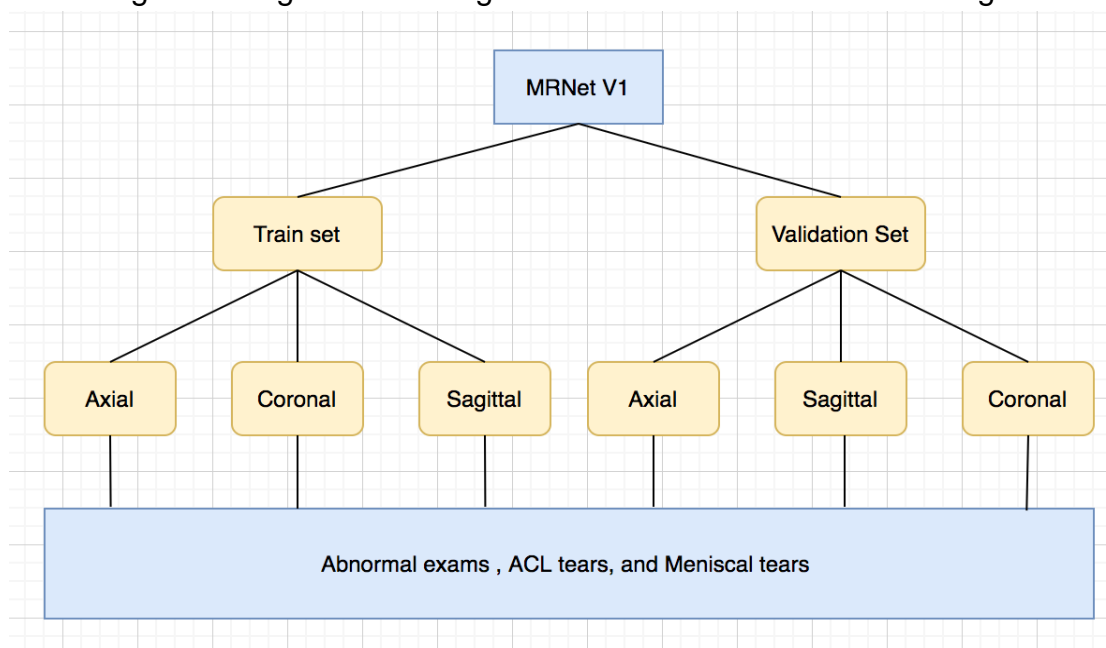 MRNet V1
Train set
Validation Set
Axial
Coronal
Sagittal
Axial
Sagittal
Coronal
Abnormal exams , ACL tears, and Meniscal tears